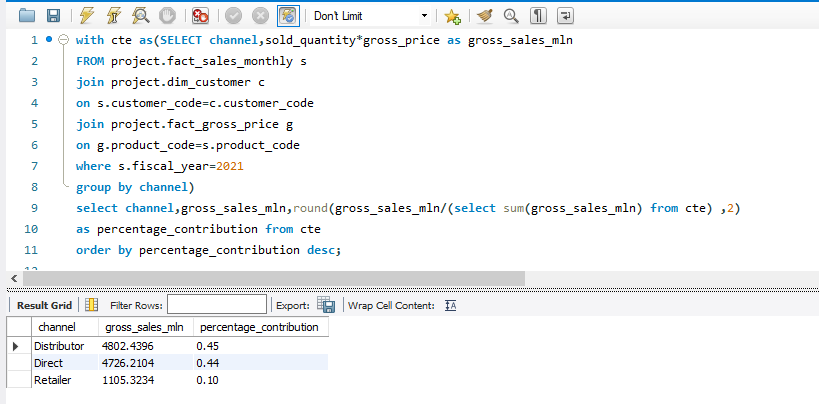 Don't Limit
1 with cte as(SELECT channel,sold_quantity*gross_price as gross_sales_mln
2 FROM project.fact_sales_monthly s
3 join project.dim_customer c
4 on s.customer_code=c.customer_code
5 join project.fact_gross_price g
6 on g.product_code=s.product_code
7 where s.fiscal_year=2021
8 group by channel)
9 select channel,gross_sales_mln,round(gross_sales_mln/(select sum(gross_sales_mln) from cte) ,2)
10 as percentage_contribution from cte
11 order by percentage_contribution desc;
Result Grid Filter Rows: Export: Wrap Cell Content:
channel gross_sales_mln percentage_contribution
Distributor 4802.4396 0.45
Direct 4726.2104 0.44
Retailer 1105.3234 0.10